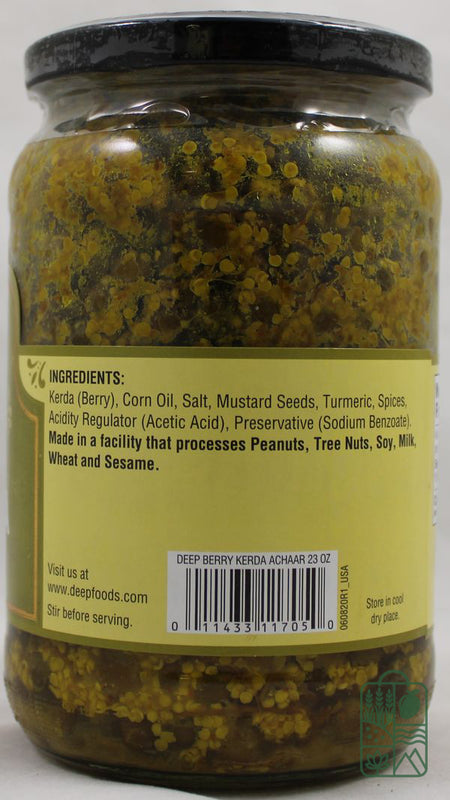 INGREDIENTS:
Kerda (Berry), Corn Oil, Salt, Mustard Seeds, Turmeric, Spices,
Acidity Regulator (Acetic Acid), Preservative (Sodium Benzoate).
Made in a facility that processes Peanuts, Tree Nuts, Soy, Milk,
Wheat and Sesame.
Visit us at
www.deepfoods.com
Stir before serving.
DEEP BERRY KERDA ACHAAR 23 OZ
0 11433 11705 0
060820R1_USA
Store in cool
dry place.